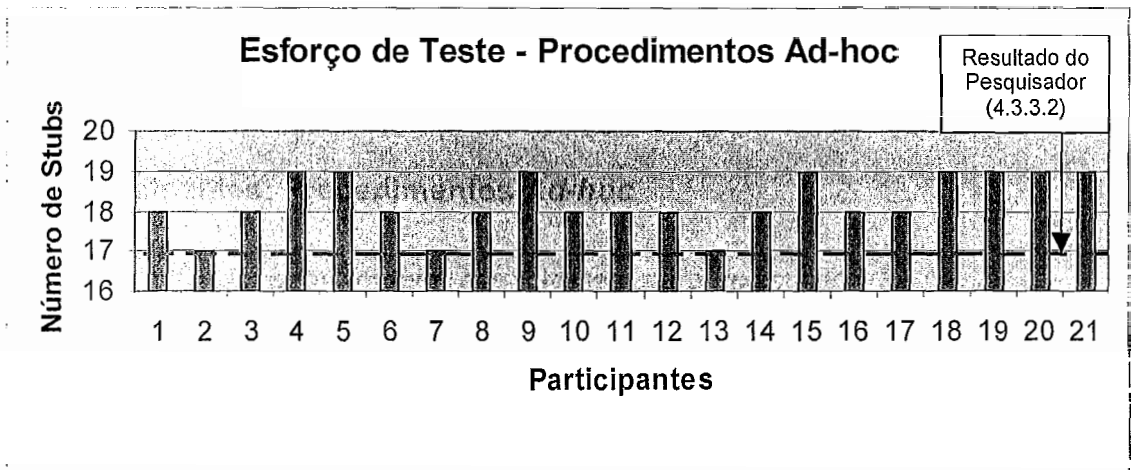 Esforço de Teste - Procedimentos Ad-hoc
Resultado do
Pesquisador
(4.3.3.2)
Número de Stubs
20
19
18
17
16
1 2 3 4 5 6 7 8 9 10 11 12 13 14 15 16 17 18 19 20 21
Participantes